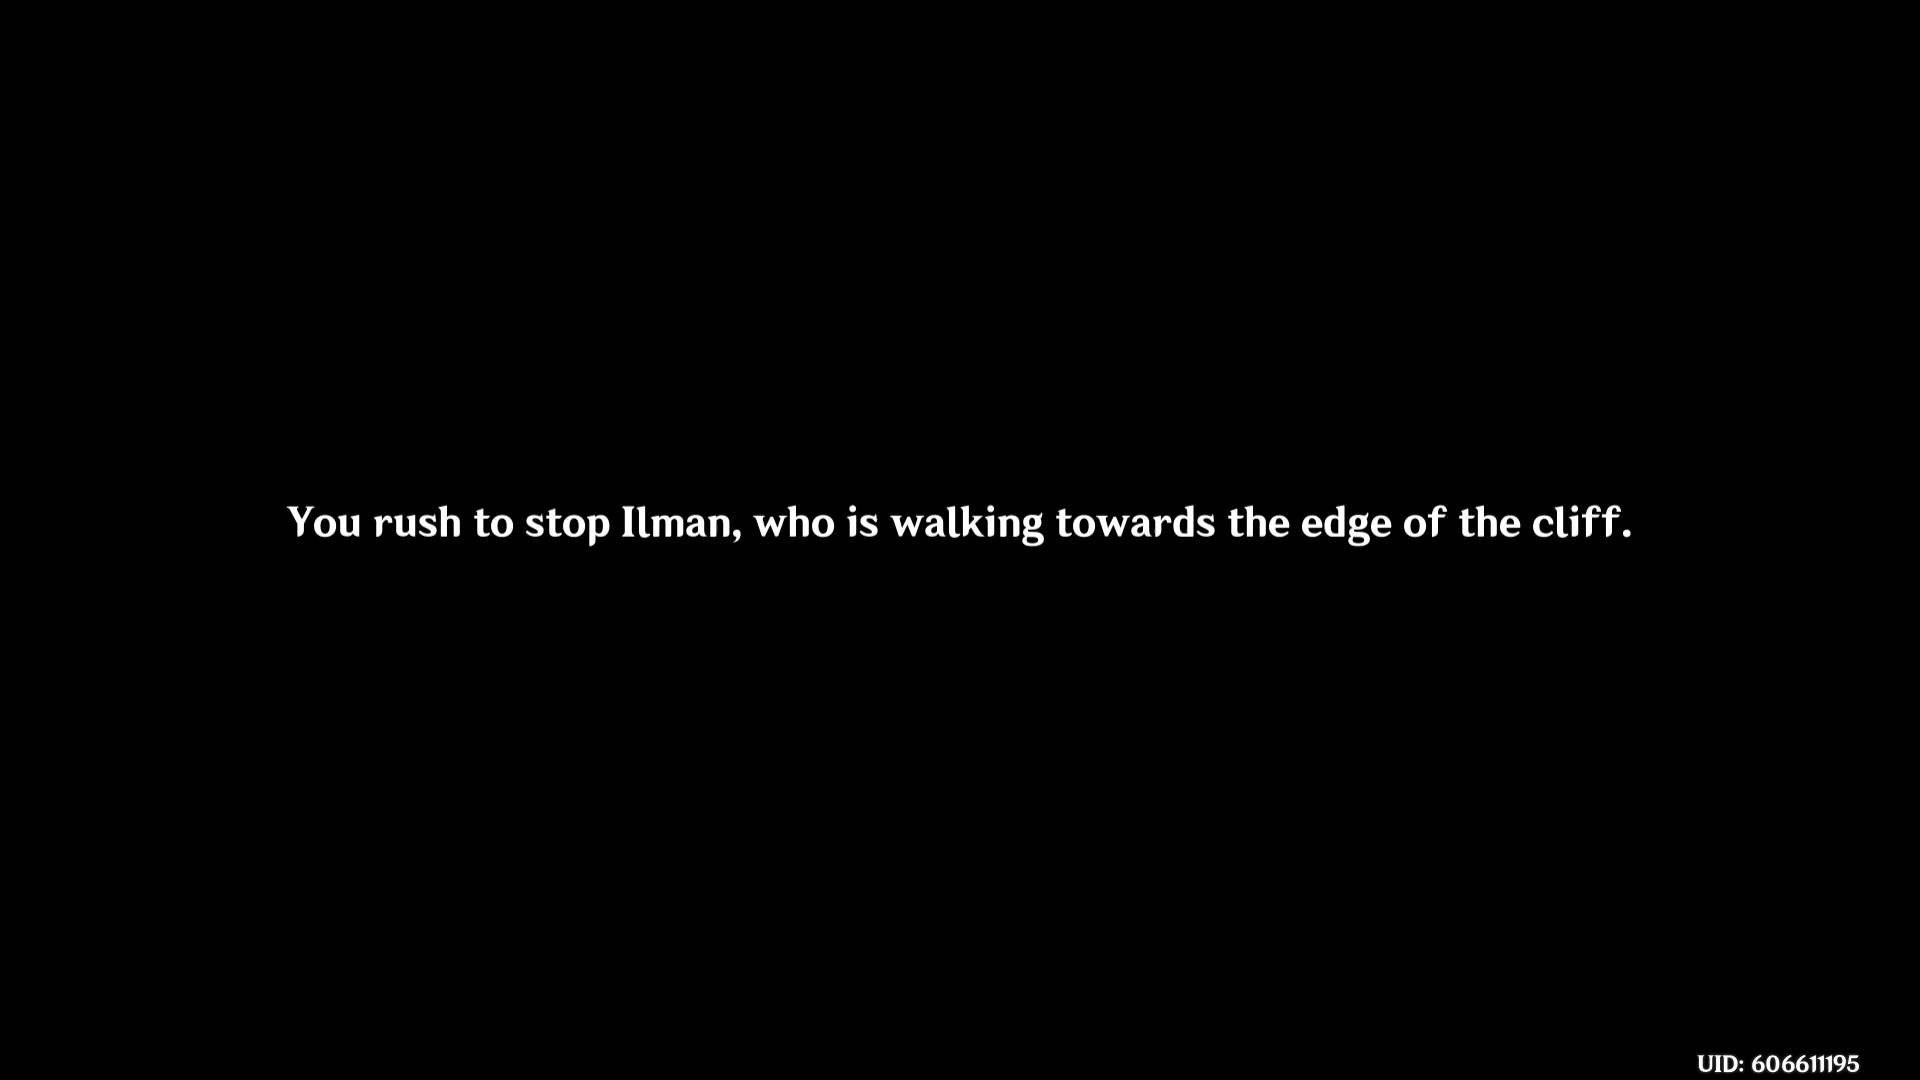 You rush to stop Ilman, who is walking towards the edge of the cliff.
UID: 606611195